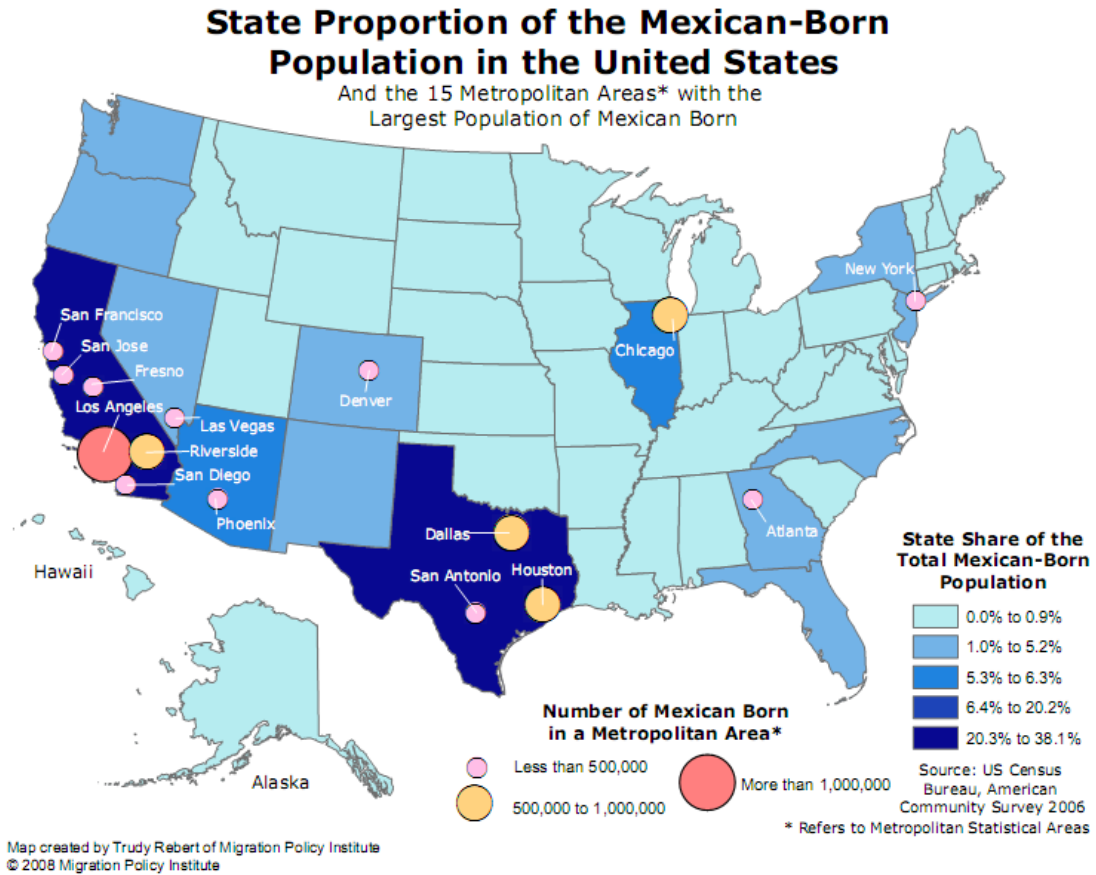 State Proportion of the Mexican-Born
Population in the United States
And the 15 Metropolitan Areas* with the
Largest Population of Mexican Born
New York
San Francisco
San Jose
Fresno
Chicago
Denver
Los Angeles
Las Vegas
Riverside
San Diego
Phoenix
Dallas
Atlanta
San Antonio
Houston
Hawaii
Alaska
State Share of the
Total Mexican-Born
Population
0.0% to 0.9%
1.0% to 5.2%
5.3% to 6.3%
6.4% to 20.2%
20.3% to 38.1%
Number of Mexican Born
in a Metropolitan Area*
Less than 500,000
500,000 to 1,000,000
More than 1,000,000
Source: US Census
Bureau, American
Community Survey 2006
* Refers to Metropolitan Statistical Areas
Map created by Trudy Rebert of Migration Policy Institute
© 2008 Migration Policy Institute